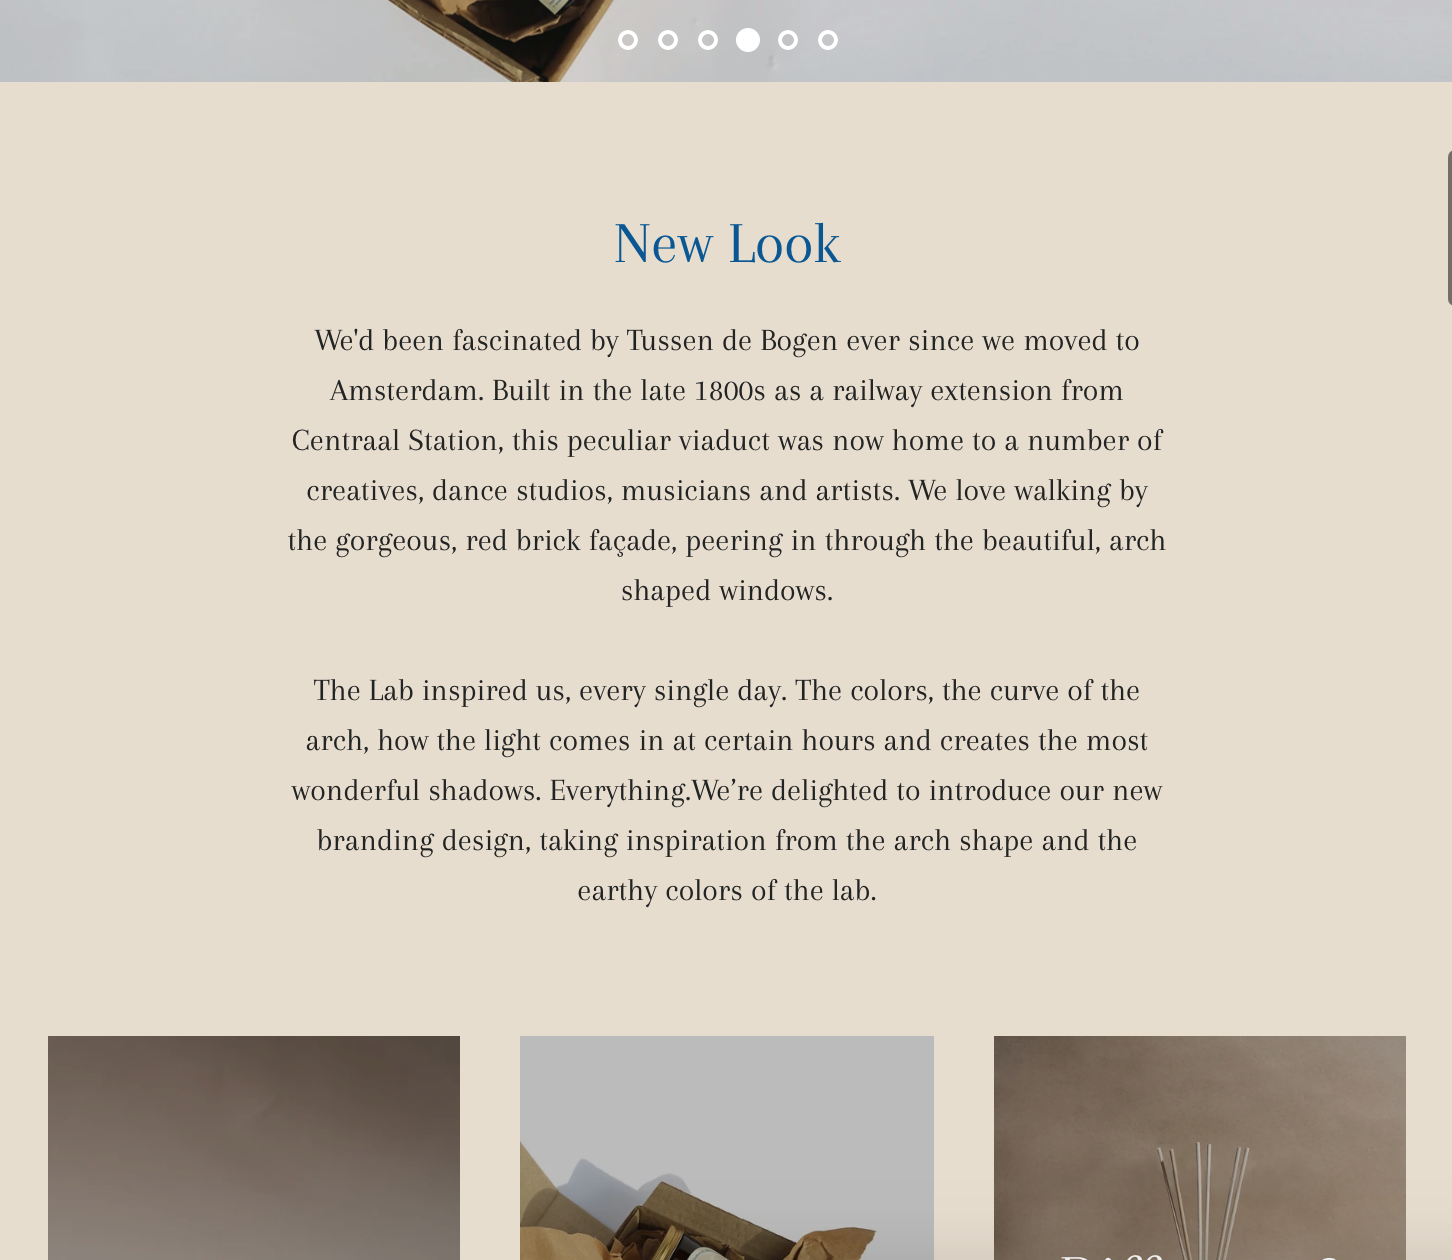 New Look
We'd been fascinated by Tussen de Bogen ever since we moved to
Amsterdam. Built in the late 1800s as a railway extension from
Centraal Station, this peculiar viaduct was now home to a number of
creatives, dance studios, musicians and artists. We love walking by
the gorgeous, red brick façade, peering in through the beautiful, arch
shaped windows.
The Lab inspired us, every single day. The colors, the curve of the
arch, how the light comes in at certain hours and creates the most
wonderful shadows. Everything.We’re delighted to introduce our new
branding design, taking inspiration from the arch shape and the
earthy colors of the lab.